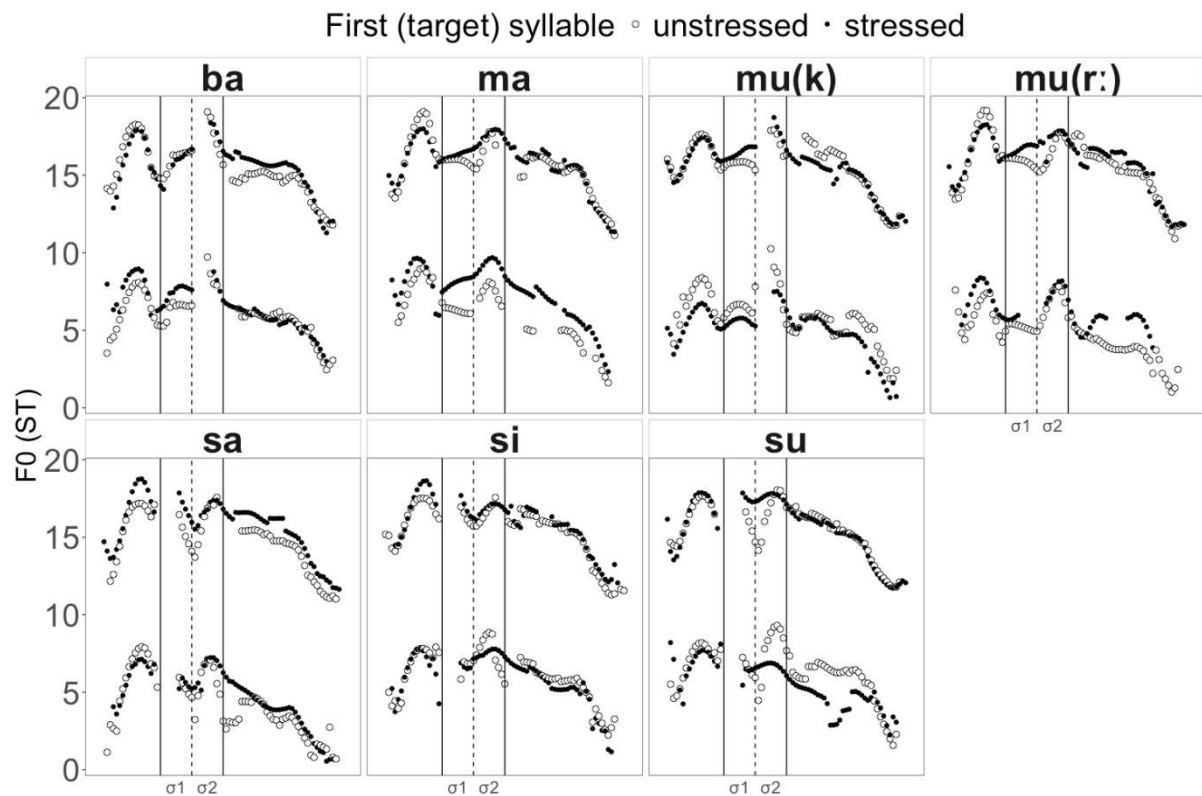 First (target) syllable ○ unstressed • stressed
ba ma mu(k) mu(rː)
20
15
10
5
0
F0 (ST)
σ1 σ2
sa si su
20
15
10
5
0
σ1 σ2 σ1 σ2 σ1 σ2